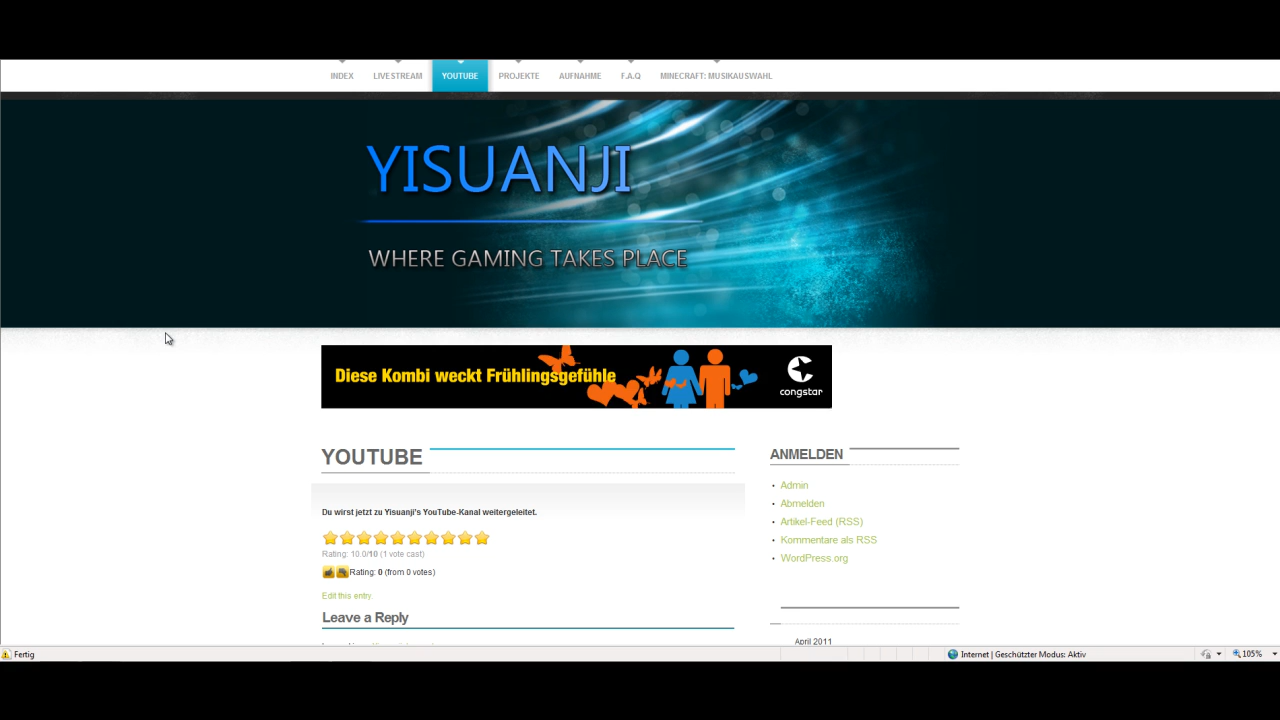 INDEX LIVESTREAM YOUTUBE PROJEKTE AUFNAHME F.A.Q MINECRAFT: MUSIKAUSWAHL
YISUANJI
WHERE GAMING TAKES PLACE
Diese Kombi weckt Frühlingsgefühle
congstar
YOUTUBE
Du wirst jetzt zu Yisuanji's YouTube-Kanal weitergeleitet.
Rating: 10.0/10 (1 vote cast)
Rating: 0 (from 0 votes)
Edit this entry.
Leave a Reply
ANMELDEN
Admin
Abmelden
Artikel-Feed (RSS)
Kommentare als RSS
WordPress.org
April 2011
Fertig
Internet | Geschützter Modus: Aktiv
105%